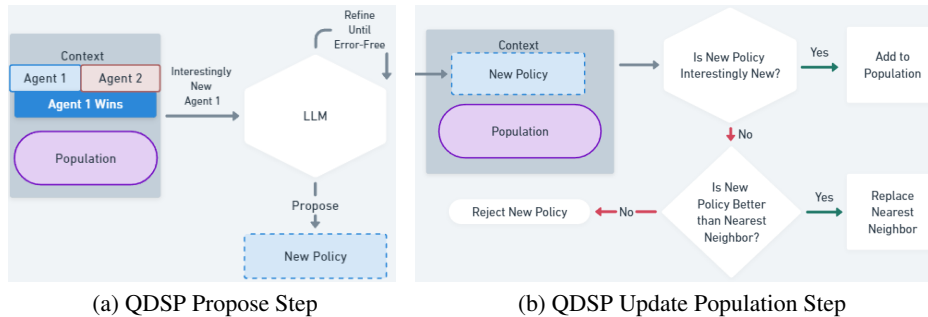 Context
Agent 1
Agent 2
Agent 1 Wins
Population
Interestingly
New
Agent 1
Refine
Until
Error-Free
LLM
Propose
New Policy
(a) QDSP Propose Step
Context
New Policy
Population
Is New Policy
Interestingly New?
Yes
Add to
Population
No
Is New
Policy Better
than Nearest
Neighbor?
Yes
Replace
Nearest
Neighbor
No
Reject New Policy
(b) QDSP Update Population Step